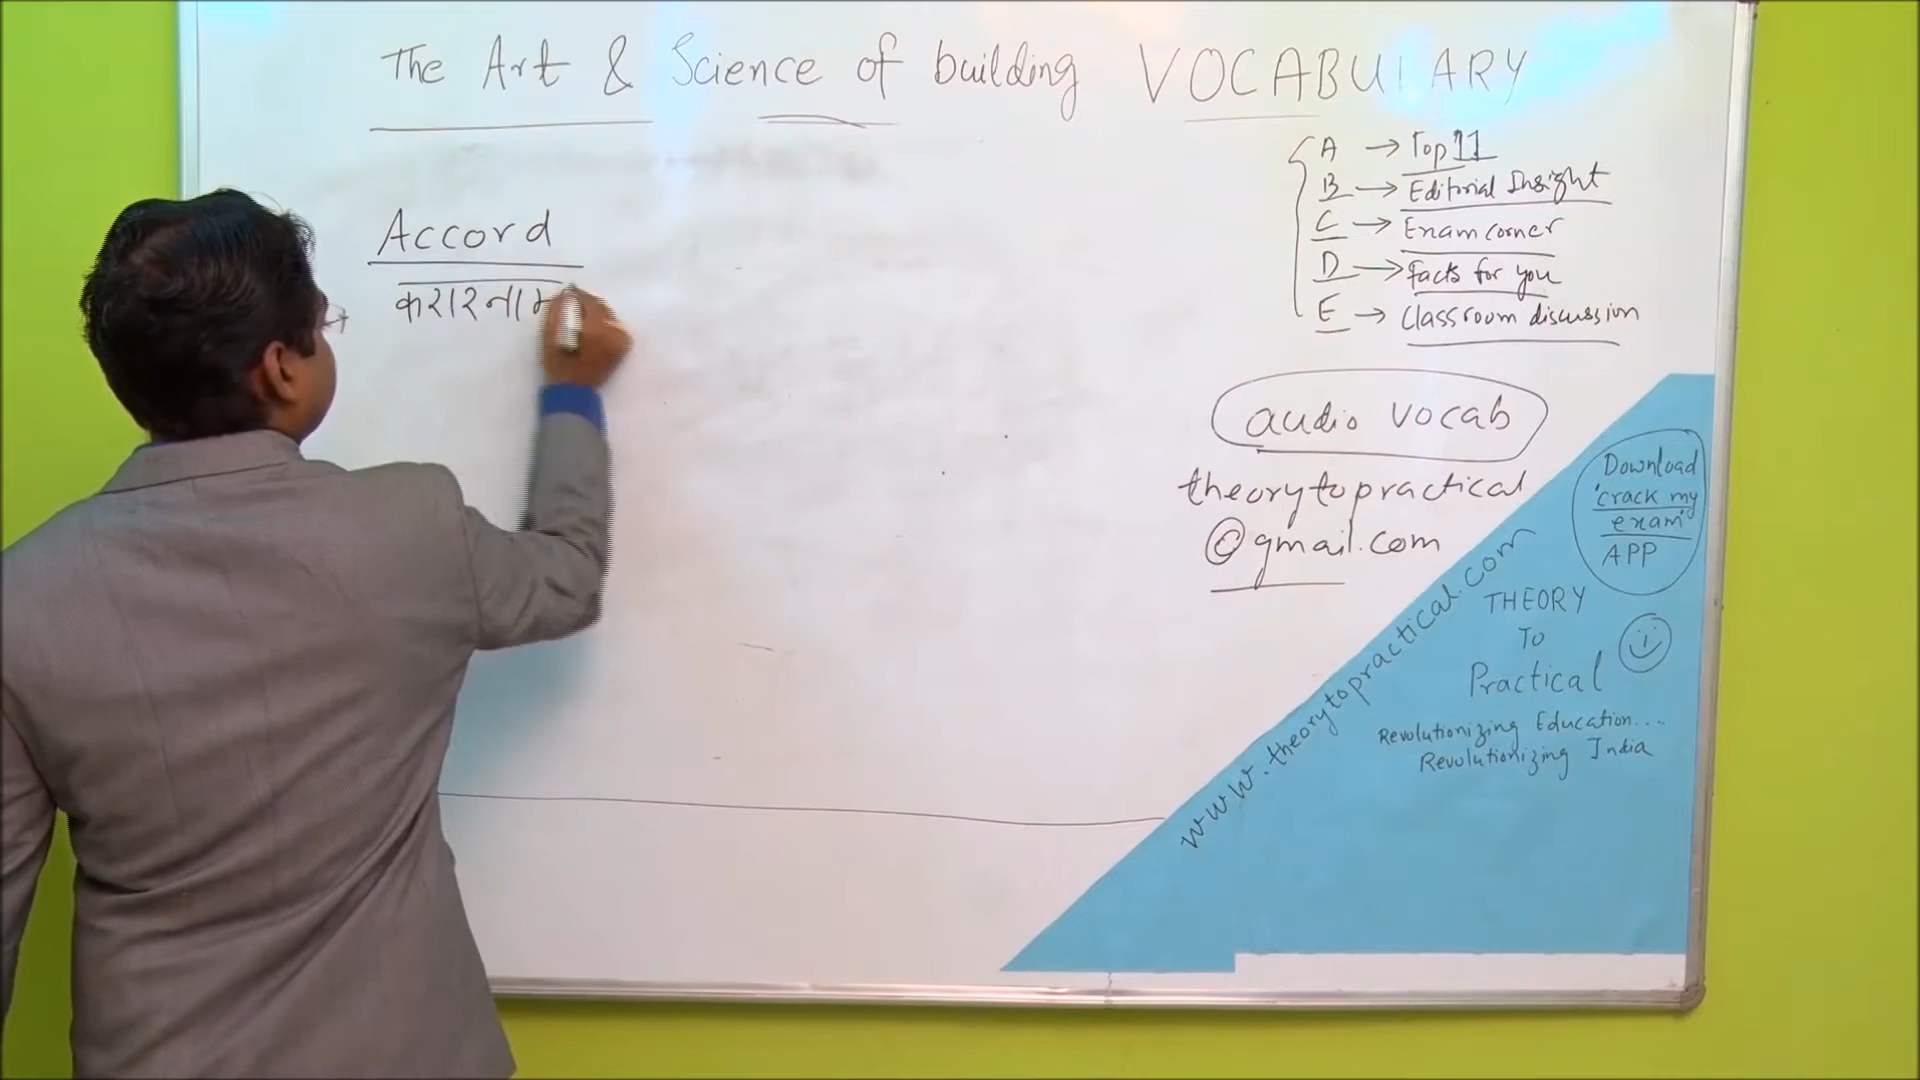 The Art & Science of building VOCABULARY
A → Top 11
B → Editorial Insight
C → Exam corner
D → Facts for you
E → Classroom discussion
Accord
audio vocab
theorytopractical
@gmail.com
Download
'crack my
exam'
APP
www.theorytopractical.com
THEORY
TO
Practical
Revolutionizing Education...
Revolutionizing India